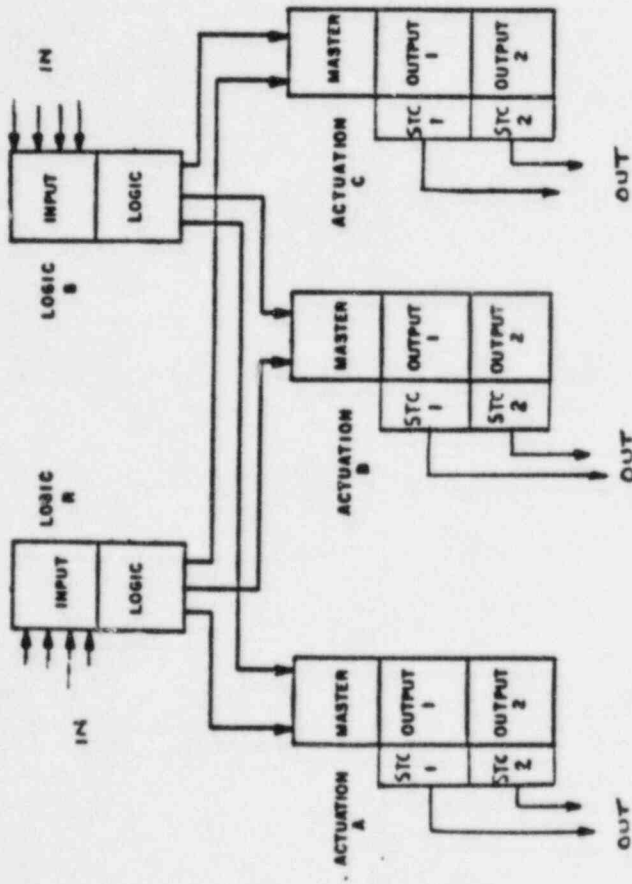 IN
INPUT
LOGIC
LOGIC
R
LOGIC
S
INPUT
LOGIC
IN
ACTUATION
A
MASTER
STC
1
OUTPUT
1
STC
2
OUTPUT
2
OUT
ACTUATION
B
MASTER
STC
1
OUTPUT
1
STC
2
OUTPUT
2
OUT
ACTUATION
C
MASTER
STC
1
OUTPUT
1
STC
2
OUTPUT
2
OUT